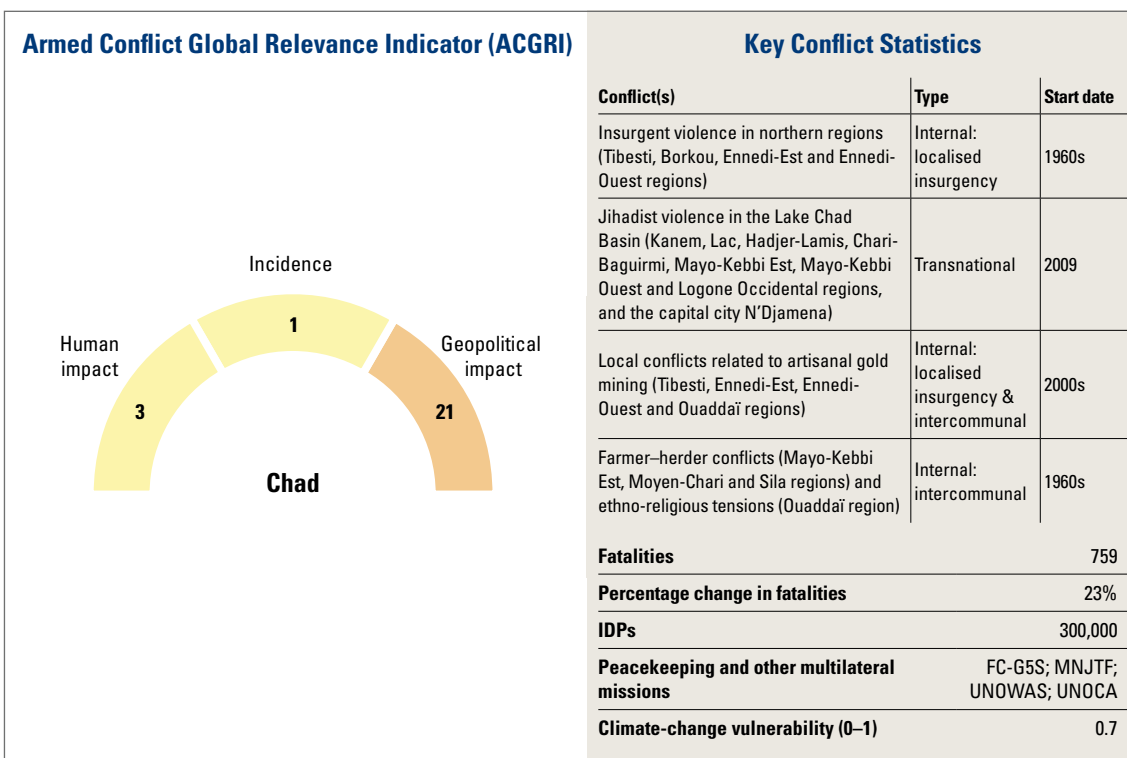 Armed Conflict Global Relevance Indicator (ACGRI)
Incidence
Human
impact
Geopolitical
impact
3
1
21
Chad
Key Conflict Statistics
Conflict(s) Type Start date
Insurgent violence in northern regions
(Tibesti, Borkou, Ennedi-Est and Ennedi-
Ouest regions)
Internal:
localised
insurgency
1960s
Jihadist violence in the Lake Chad
Basin (Kanem, Lac, Hadjer-Lamis, Chari-
Baguirmi, Mayo-Kebbi Est, Mayo-Kebbi
Ouest and Logone Occidental regions,
and the capital city N’Djamena)
Transnational
2009
Local conflicts related to artisanal gold
mining (Tibesti, Ennedi-Est, Ennedi-
Ouest and Ouaddaï regions)
Internal:
localised
insurgency &
intercommunal
2000s
Farmer–herder conflicts (Mayo-Kebbi
Est, Moyen-Chari and Sila regions) and
ethno-religious tensions (Ouaddaï region)
Internal:
intercommunal
1960s
Fatalities 759
Percentage change in fatalities 23%
IDPs 300,000
Peacekeeping and other multilateral
missions
FC-G5S; MNJTF;
UNOWAS; UNOCA
Climate-change vulnerability (0–1) 0.7